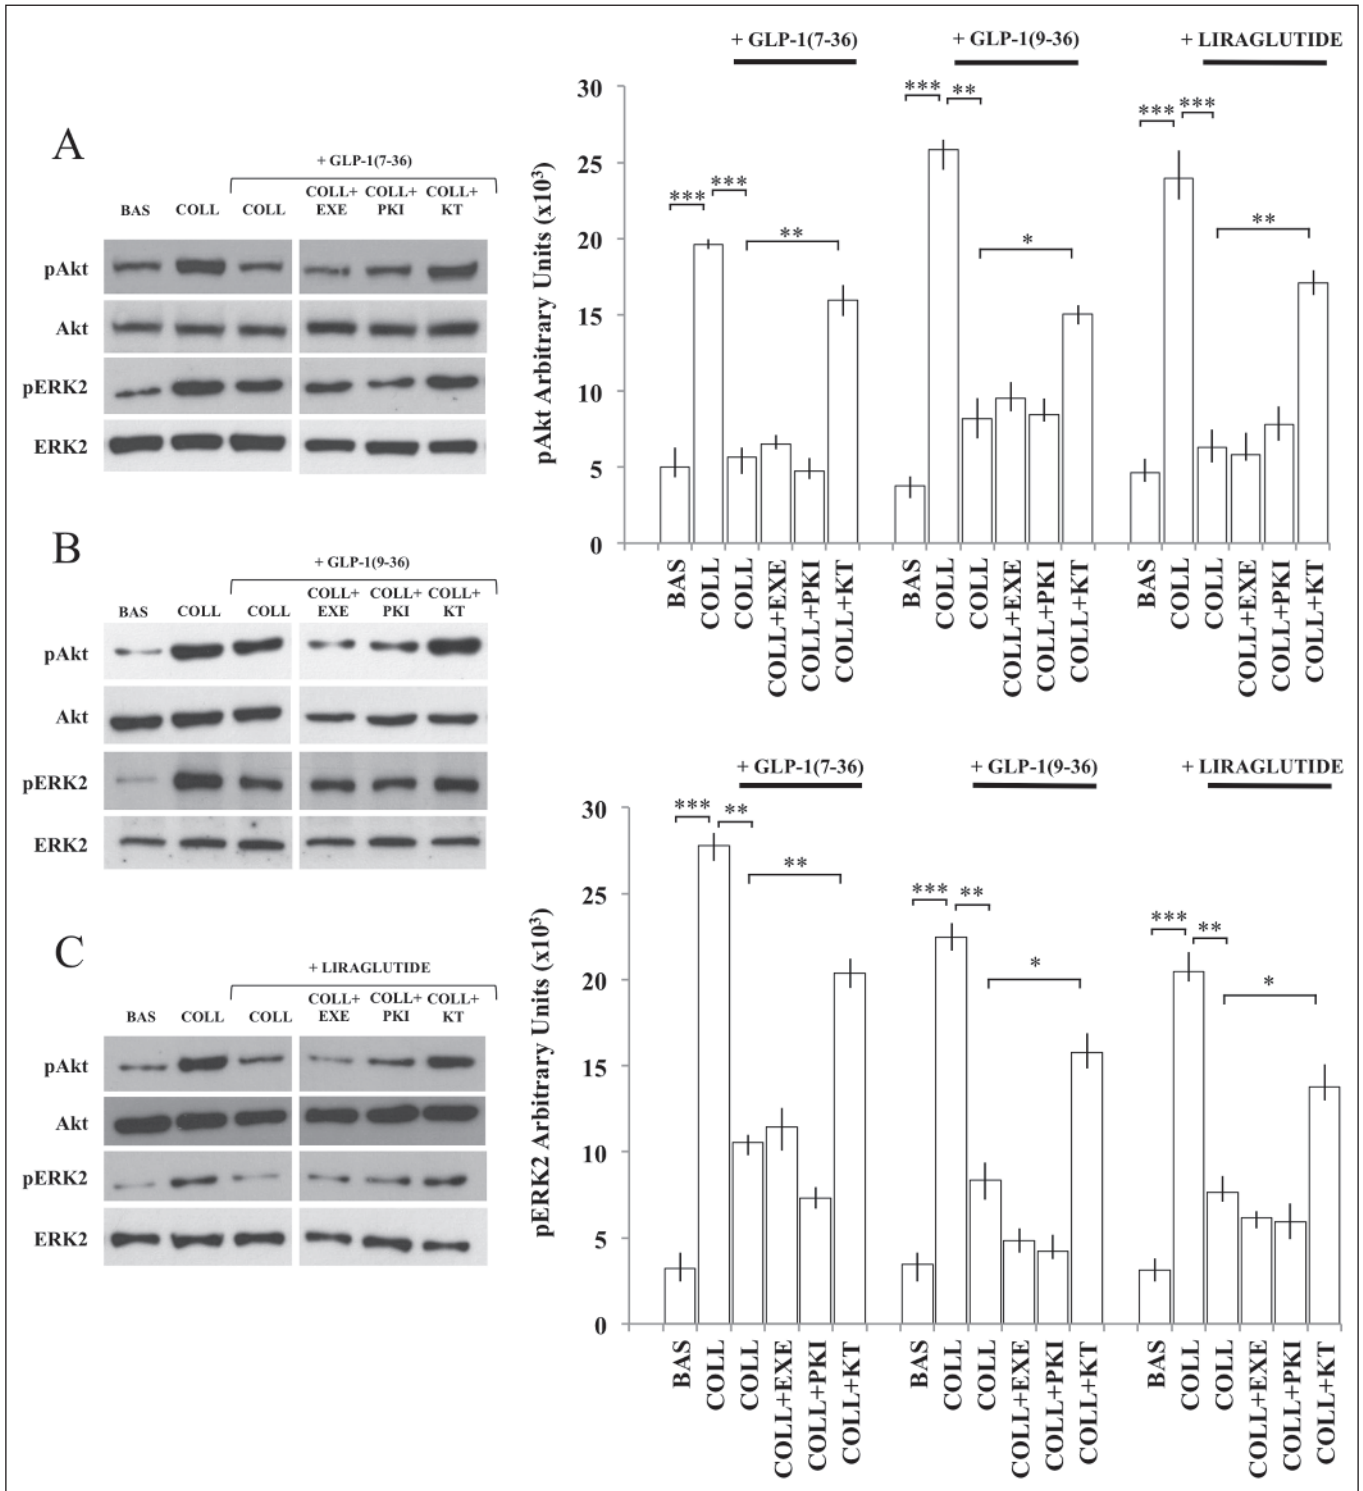 A
+ GLP-1(7-36)
BAS COLL COLL COLL+ EXE COLL+ PKI COLL+ KT
pAkt
Akt
pERK2
ERK2
B
+ GLP-1(9-36)
BAS COLL COLL COLL+ EXE COLL+ PKI COLL+ KT
pAkt
Akt
pERK2
ERK2
C
+ LIRAGLUTIDE
BAS COLL COLL COLL+ EXE COLL+ PKI COLL+ KT
pAkt
Akt
pERK2
ERK2
+ GLP-1(7-36) + GLP-1(9-36) + LIRAGLUTIDE
pAkt Arbitrary Units (x10³)
30
25
20
15
10
5
0
*** *** **
*** ** *
*** *** **
BAS COLL COLL COLL+EXE COLL+PKI COLL+KT
BAS COLL COLL COLL+EXE COLL+PKI COLL+KT
BAS COLL COLL COLL+EXE COLL+PKI COLL+KT
+ GLP-1(7-36) + GLP-1(9-36) + LIRAGLUTIDE
pERK2 Arbitrary Units (x10³)
30
25
20
15
10
5
0
*** ** **
*** ** *
*** ** *
BAS COLL COLL COLL+EXE COLL+PKI COLL+KT
BAS COLL COLL COLL+EXE COLL+PKI COLL+KT
BAS COLL COLL COLL+EXE COLL+PKI COLL+KT